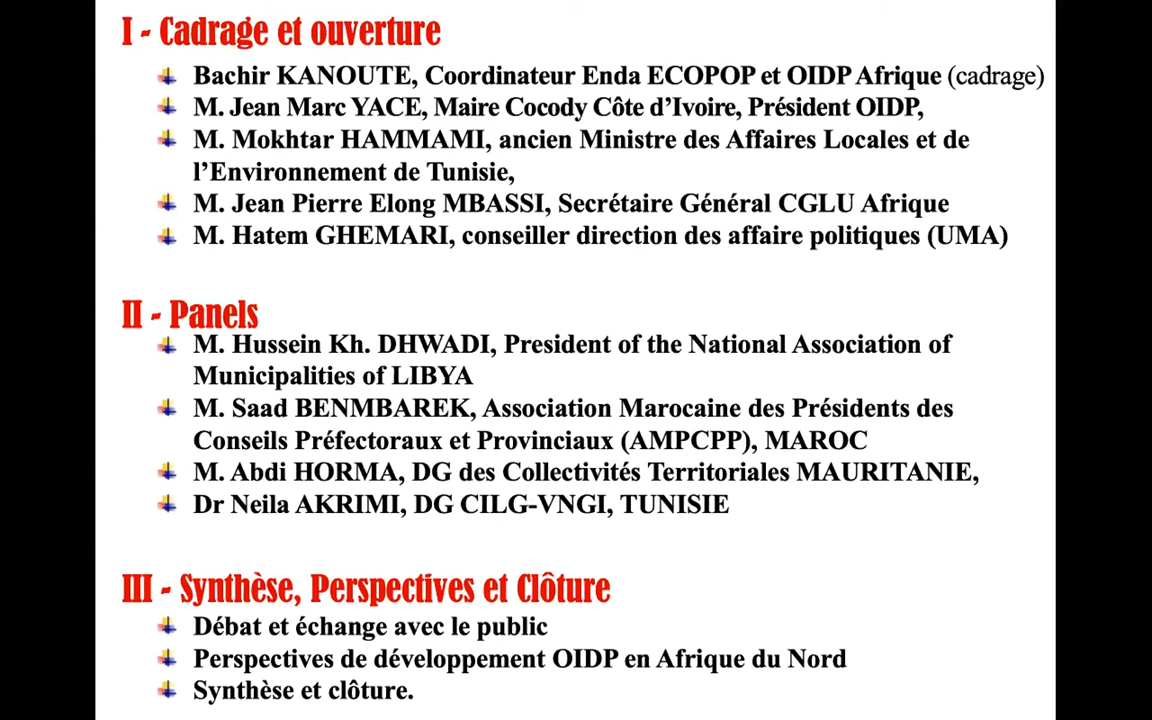 I - Cadrage et ouverture
Bachir KANOUTE, Coordinateur Enda ECOPOP et OIDP Afrique (cadrage)
M. Jean Marc YACE, Maire Cocody Côte d’Ivoire, Président OIDP,
M. Mokhtar HAMMAMI, ancien Ministre des Affaires Locales et de
l’Environnement de Tunisie,
M. Jean Pierre Elong MBASSI, Secrétaire Général CGLU Afrique
M. Hatem GHEMARI, conseiller direction des affaire politiques (UMA)
II - Panels
M. Hussein Kh. DHWADI, President of the National Association of
Municipalities of LIBYA
M. Saad BENMBAREK, Association Marocaine des Présidents des
Conseils Préfectoraux et Provinciaux (AMPCPP), MAROC
M. Abdi HORMA, DG des Collectivités Territoriales MAURITANIE,
Dr Neila AKRIMI, DG CILG-VNGI, TUNISIE
III - Synthèse, Perspectives et Clôture
Débat et échange avec le public
Perspectives de développement OIDP en Afrique du Nord
Synthèse et clôture.